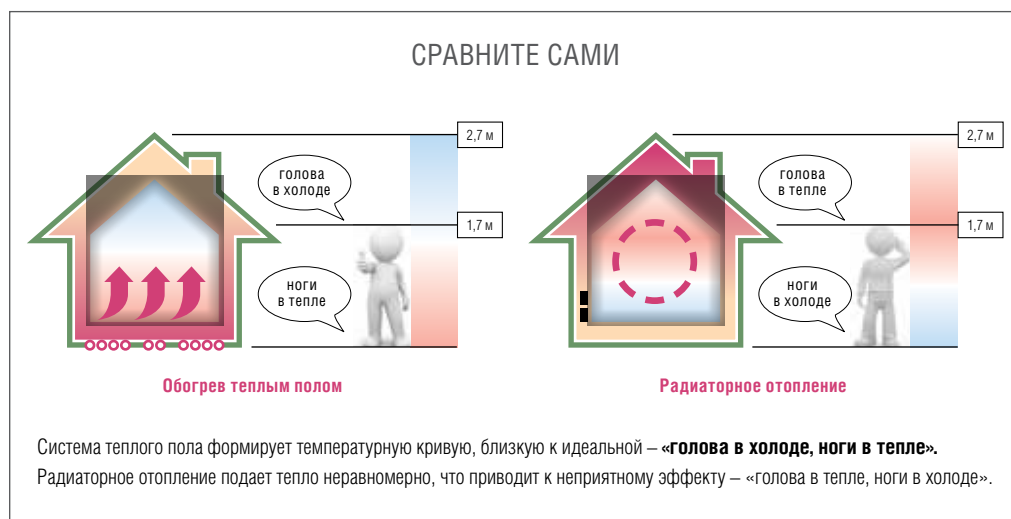 СРАВНИТЕ САМИ
2,7 м
голова
в холоде
1,7 м
ноги
в тепле
Обогрев теплым полом
2,7 м
голова
в тепле
1,7 м
ноги
в холоде
Радиаторное отопление
Система теплого пола формирует температурную кривую, близкую к идеальной – «голова в холоде, ноги в тепле».
Радиаторное отопление подает тепло неравномерно, что приводит к неприятному эффекту – «голова в тепле, ноги в холоде».